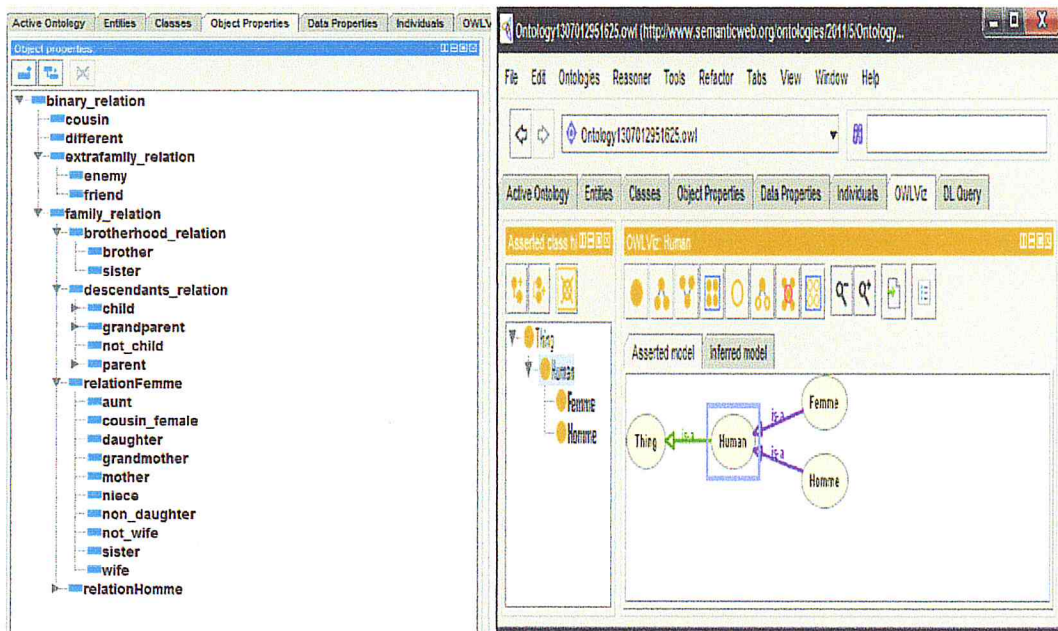 Active Ontology Entities Classes Object Properties Data Properties Individuals OWLV
Object properties:
binary_relation
cousin
different
extrafamily_relation
enemy
friend
family_relation
brotherhood_relation
brother
sister
descendants_relation
child
grandparent
not_child
parent
relationFemme
aunt
cousin_female
daughter
grandmother
mother
niece
non_daughter
not_wife
sister
wife
relationHomme
Ontology1307012951625.owl (http://www.semanticweb.org/ontologies/2011/5/Ontology...
File Edit Ontologies Reasoner Tools Refactor Tabs View Window Help
Ontology1307012951625.owl
Active Ontology Entities Classes Object Properties Data Properties Individuals OWLViz DL Query
Asserted class hi OWLViz: Human
Thing
Human
Femme
Homme
Asserted model Inferred model
Femme
is-a
Thing is-a Human
is-a
Homme